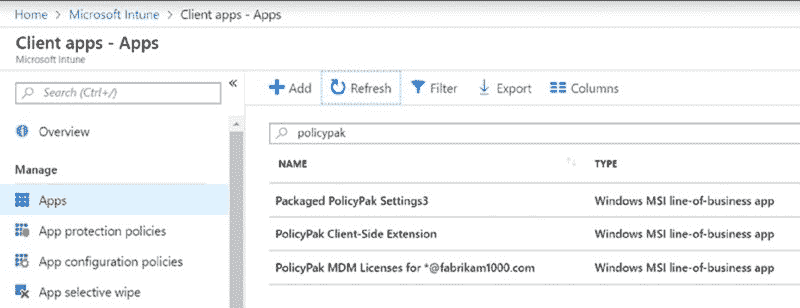 Home > Microsoft Intune > Client apps - Apps
Client apps - Apps
Microsoft Intune
Search (Ctrl+/)
«
Overview
Manage
Apps
App protection policies
App configuration policies
App selective wipe
Add
Refresh
Filter
Export
Columns
policypak
NAME
TYPE
Packaged PolicyPak Settings3
Windows MSI line-of-business app
PolicyPak Client-Side Extension
Windows MSI line-of-business app
PolicyPak MDM Licenses for *@fabrikam1000.com
Windows MSI line-of-business app